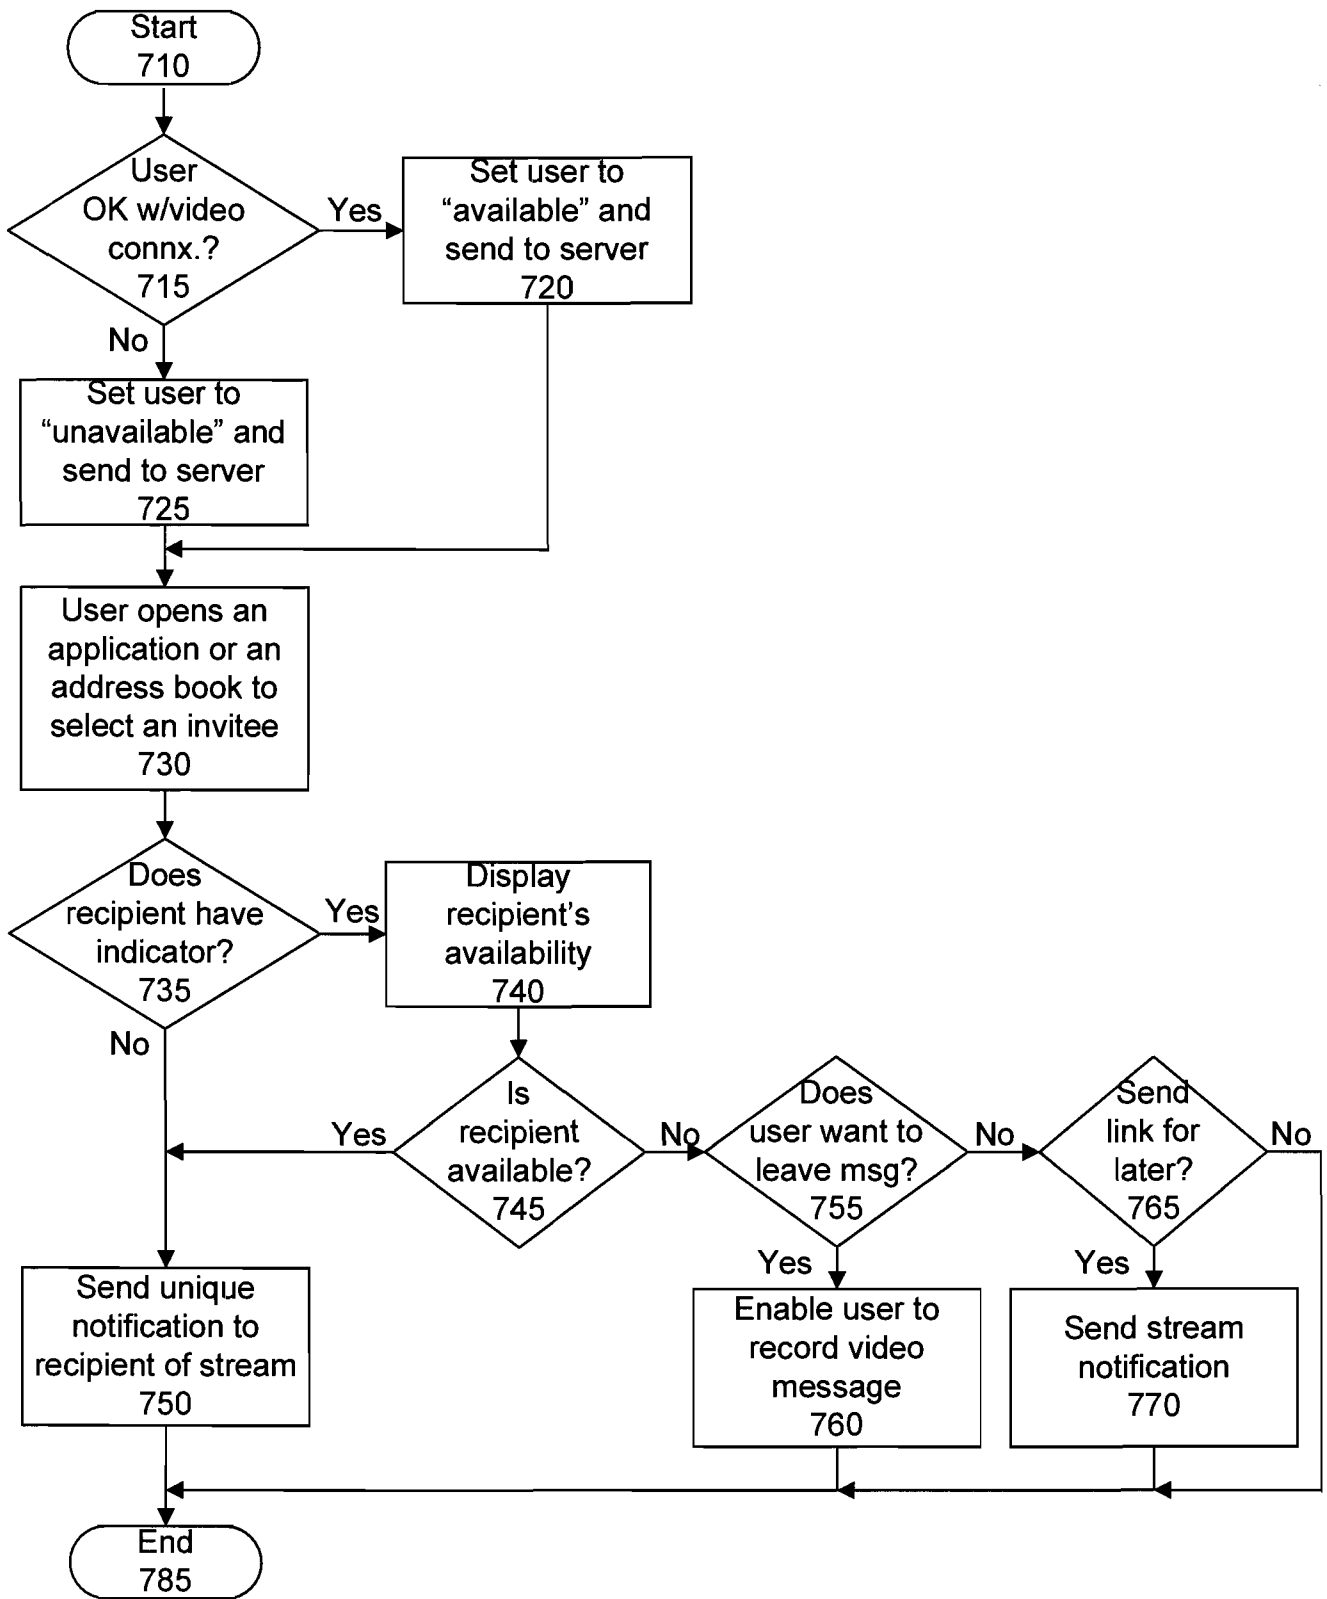 Start
710
User
OK w/video
connx.?
715
Yes
Set user to
“available” and
send to server
720
No
Set user to
“unavailable” and
send to server
725
User opens an
application or an
address book to
select an invitee
730
Does
recipient have
indicator?
735
Yes
Display
recipient’s
availability
740
No
Is
recipient
available?
745
Yes
No
Does
user want to
leave msg?
755
No
Send
link for
later?
765
No
Yes
Yes
Send unique
notification to
recipient of stream
750
Enable user to
record video
message
760
Send stream
notification
770
End
785